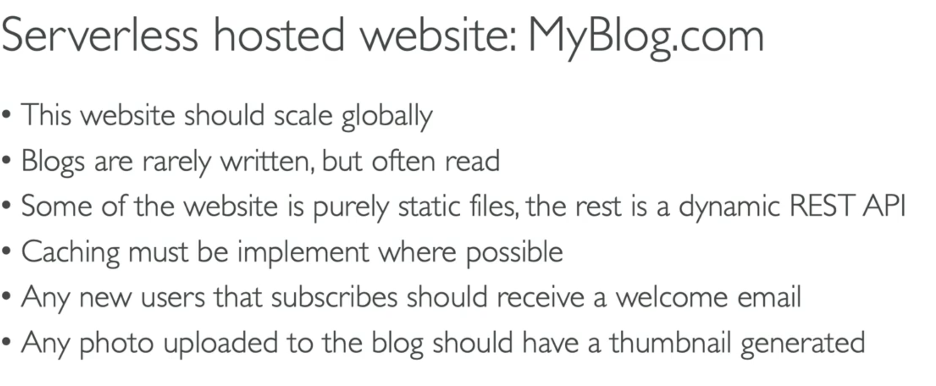 Serverless hosted website: MyBlog.com
• This website should scale globally
• Blogs are rarely written, but often read
• Some of the website is purely static files, the rest is a dynamic REST API
• Caching must be implement where possible
• Any new users that subscribes should receive a welcome email
• Any photo uploaded to the blog should have a thumbnail generated